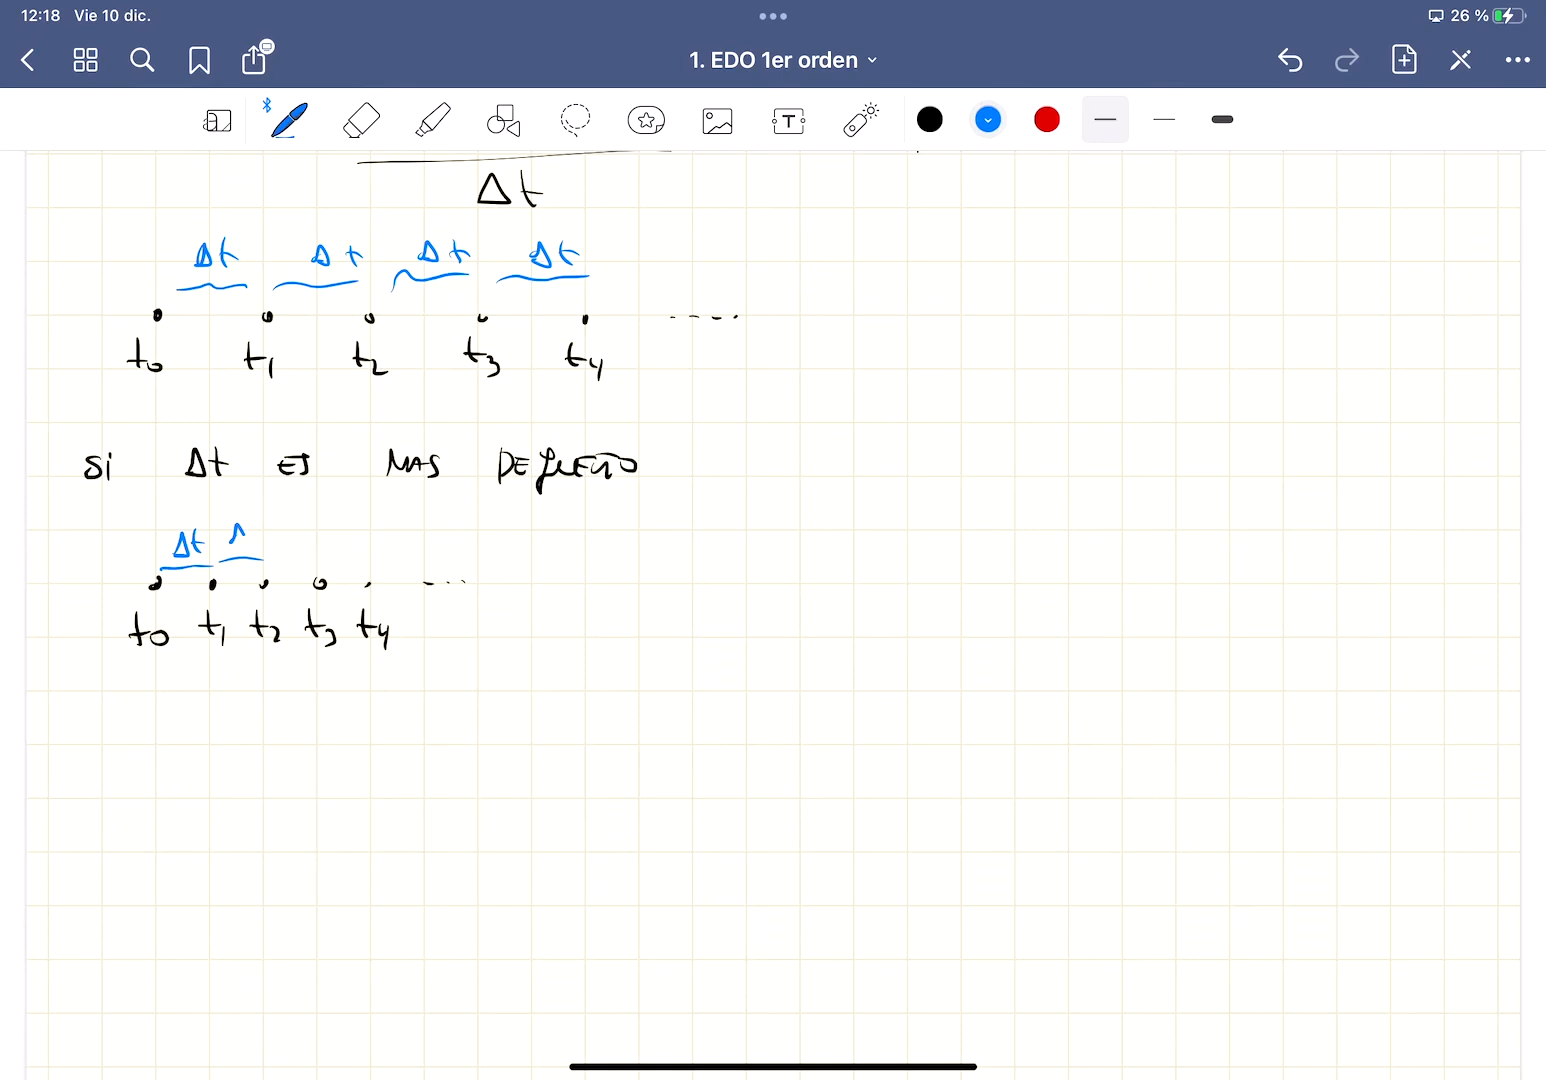 12:18 Vie 10 dic. 26 %
1. EDO 1er orden
T
Δt
Δt Δt Δt Δt
t0 t1 t2 t3 t4 ....
Si Δt ES MAS PEQUEÑO
Δt
t0 t1 t2 t3 t4 ...